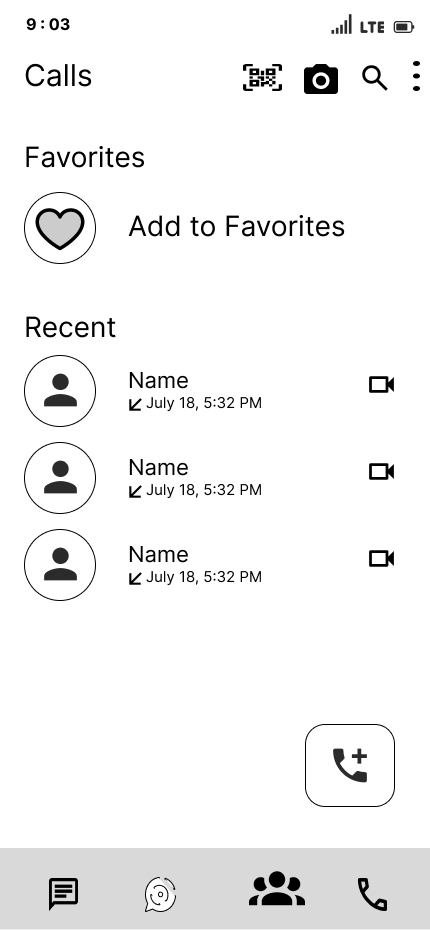 9:03
LTE
Calls
Favorites
Add to Favorites
Recent
Name
July 18, 5:32 PM
Name
July 18, 5:32 PM
Name
July 18, 5:32 PM